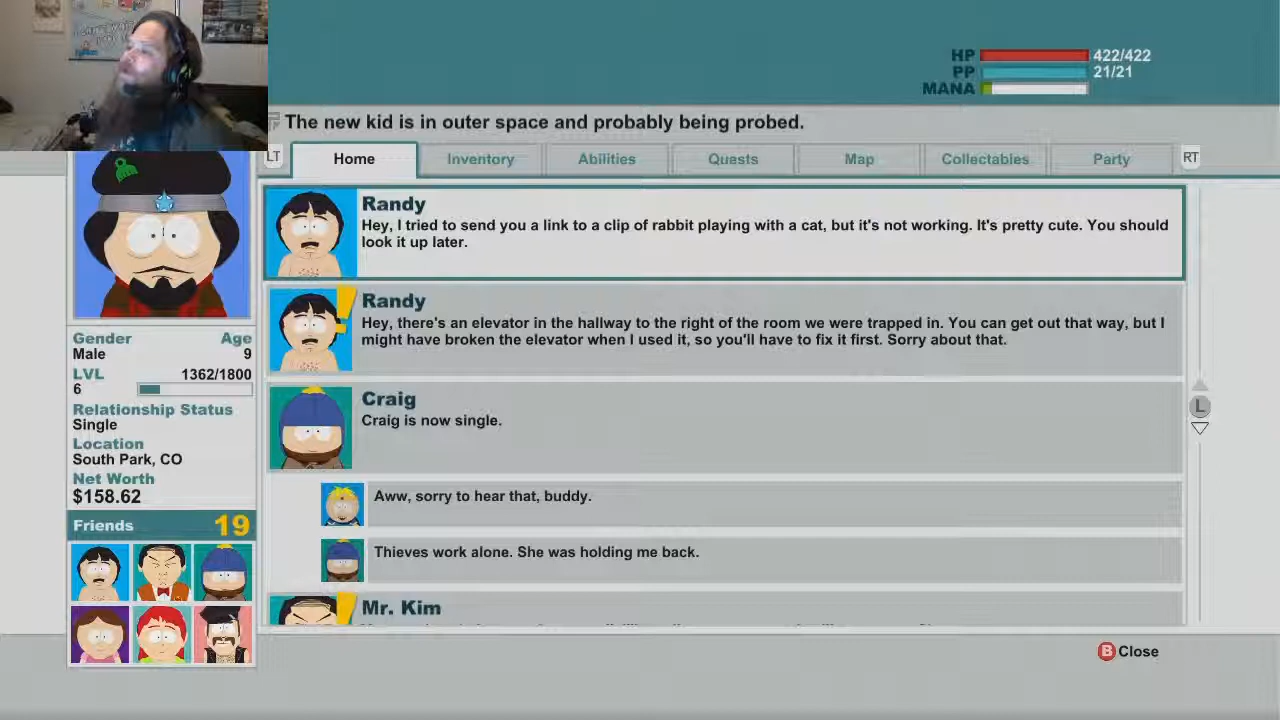 HP 422/422
PP 21/21
MANA
The new kid is in outer space and probably being probed.
LT Home Inventory Abilities Quests Map Collectables Party RT
Randy
Hey, I tried to send you a link to a clip of rabbit playing with a cat, but it's not working. It's pretty cute. You should
look it up later.
Randy
Hey, there's an elevator in the hallway to the right of the room we were trapped in. You can get out that way, but I
might have broken the elevator when I used it, so you'll have to fix it first. Sorry about that.
Craig
Craig is now single.
Aww, sorry to hear that, buddy.
Thieves work alone. She was holding me back.
Mr. Kim
Gender Age
Male 9
LVL 1362/1800
6
Relationship Status
Single
Location
South Park, CO
Net Worth
$158.62
Friends 19
L
B Close